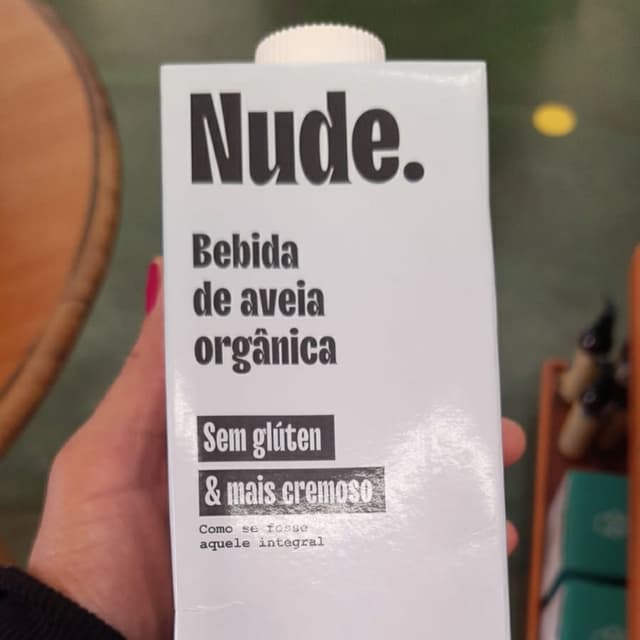 Nude.
Bebida
de aveia
orgânica
Sem glúten
& mais cremoso
Como se fosse
aquele integral